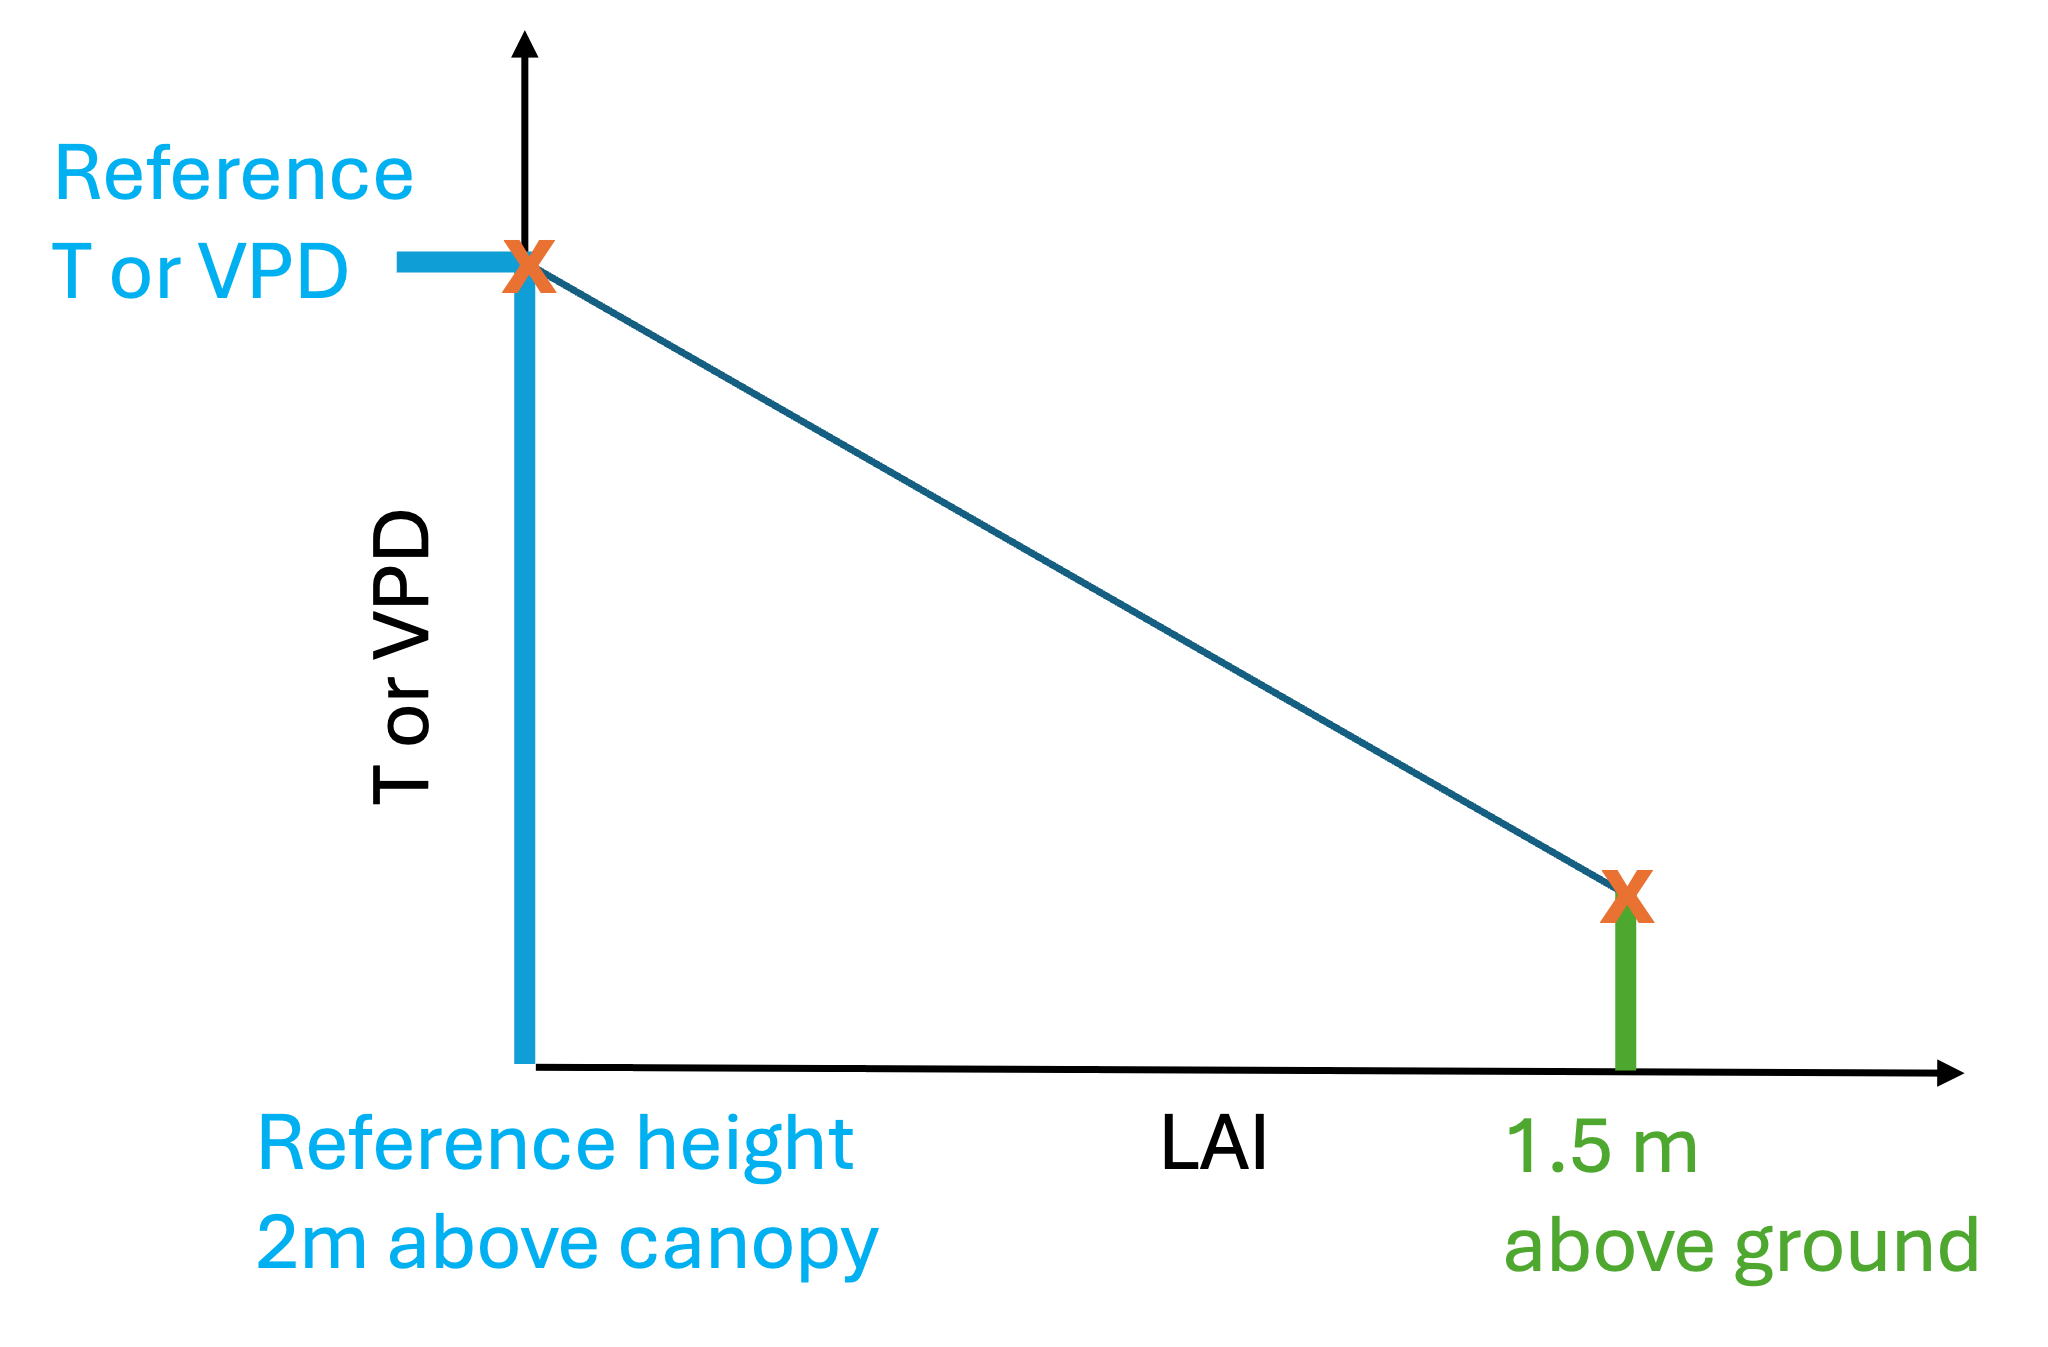 Reference
T or VPD
T or VPD
X
X
Reference height
2m above canopy
LAI
1.5 m
above ground